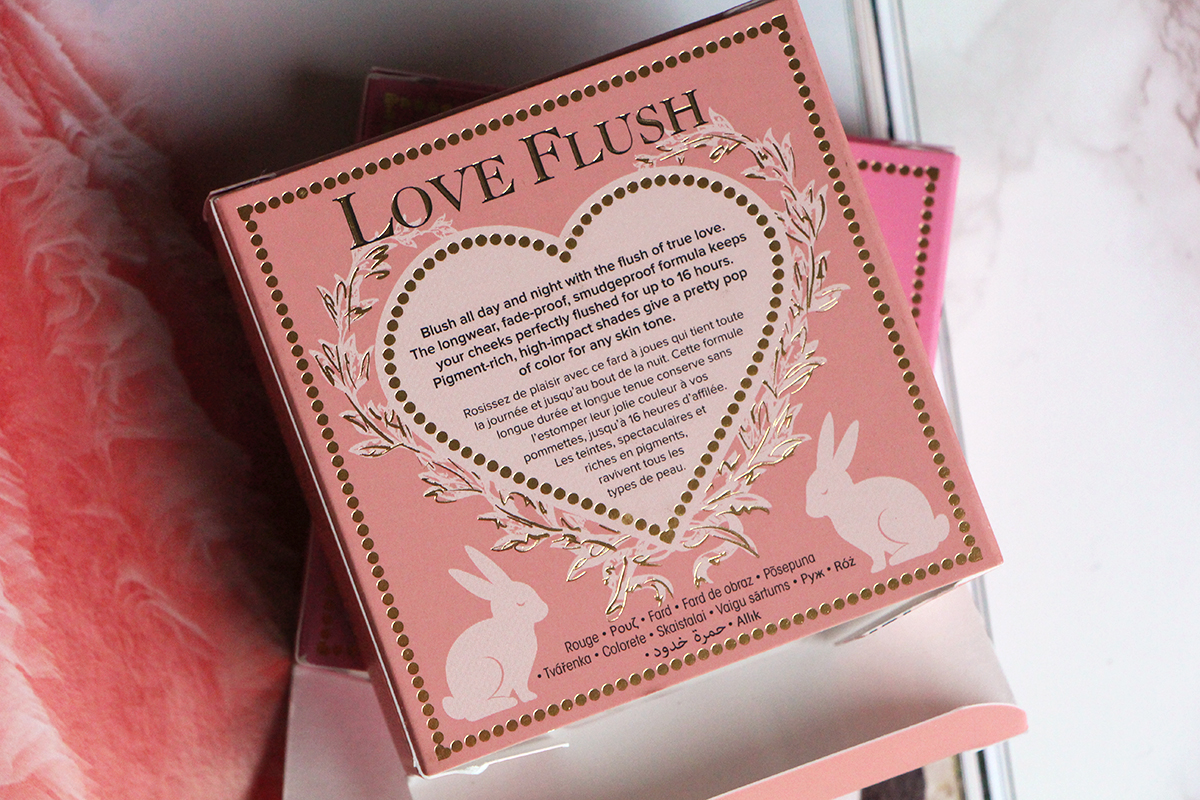 LOVE FLUSH
Blush all day and night with the flush of true love.
The longwear, fade-proof, smudgeproof formula keeps
your cheeks perfectly flushed for up to 16 hours.
Pigment-rich, high-impact shades give a pretty pop
of color for any skin tone.
Rosissez de plaisir avec ce fard à joues qui tient toute
la journée et jusqu'au bout de la nuit. Cette formule
longue durée et longue tenue conserve sans
l'estomper leur jolie couleur à vos
pommettes, jusqu'à 16 heures d'affilée.
Les teintes, spectaculaires et
riches en pigments,
ravivent tous les
types de peau.
Rouge • Ρουζ • Fard • Fard de obraz • Põsepuna
• Tvářenka • Colorete • Skaistalai • Vaigu sārtums • Руж • Róż
• حمرة خدود • Allık